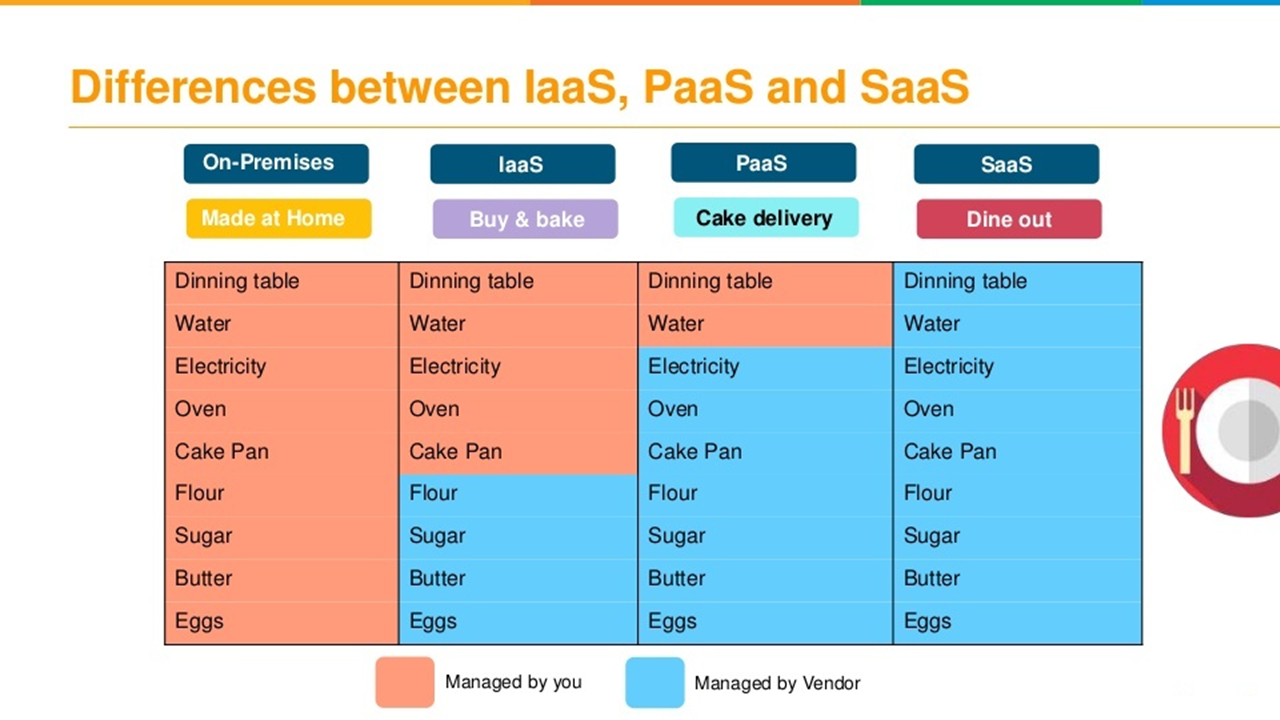 Differences between IaaS, PaaS and SaaS
On-Premises IaaS PaaS SaaS
Made at Home Buy & bake Cake delivery Dine out
Dinning table Dinning table Dinning table Dinning table
Water Water Water Water
Electricity Electricity Electricity Electricity
Oven Oven Oven Oven
Cake Pan Cake Pan Cake Pan Cake Pan
Flour Flour Flour Flour
Sugar Sugar Sugar Sugar
Butter Butter Butter Butter
Eggs Eggs Eggs Eggs
Managed by you Managed by Vendor